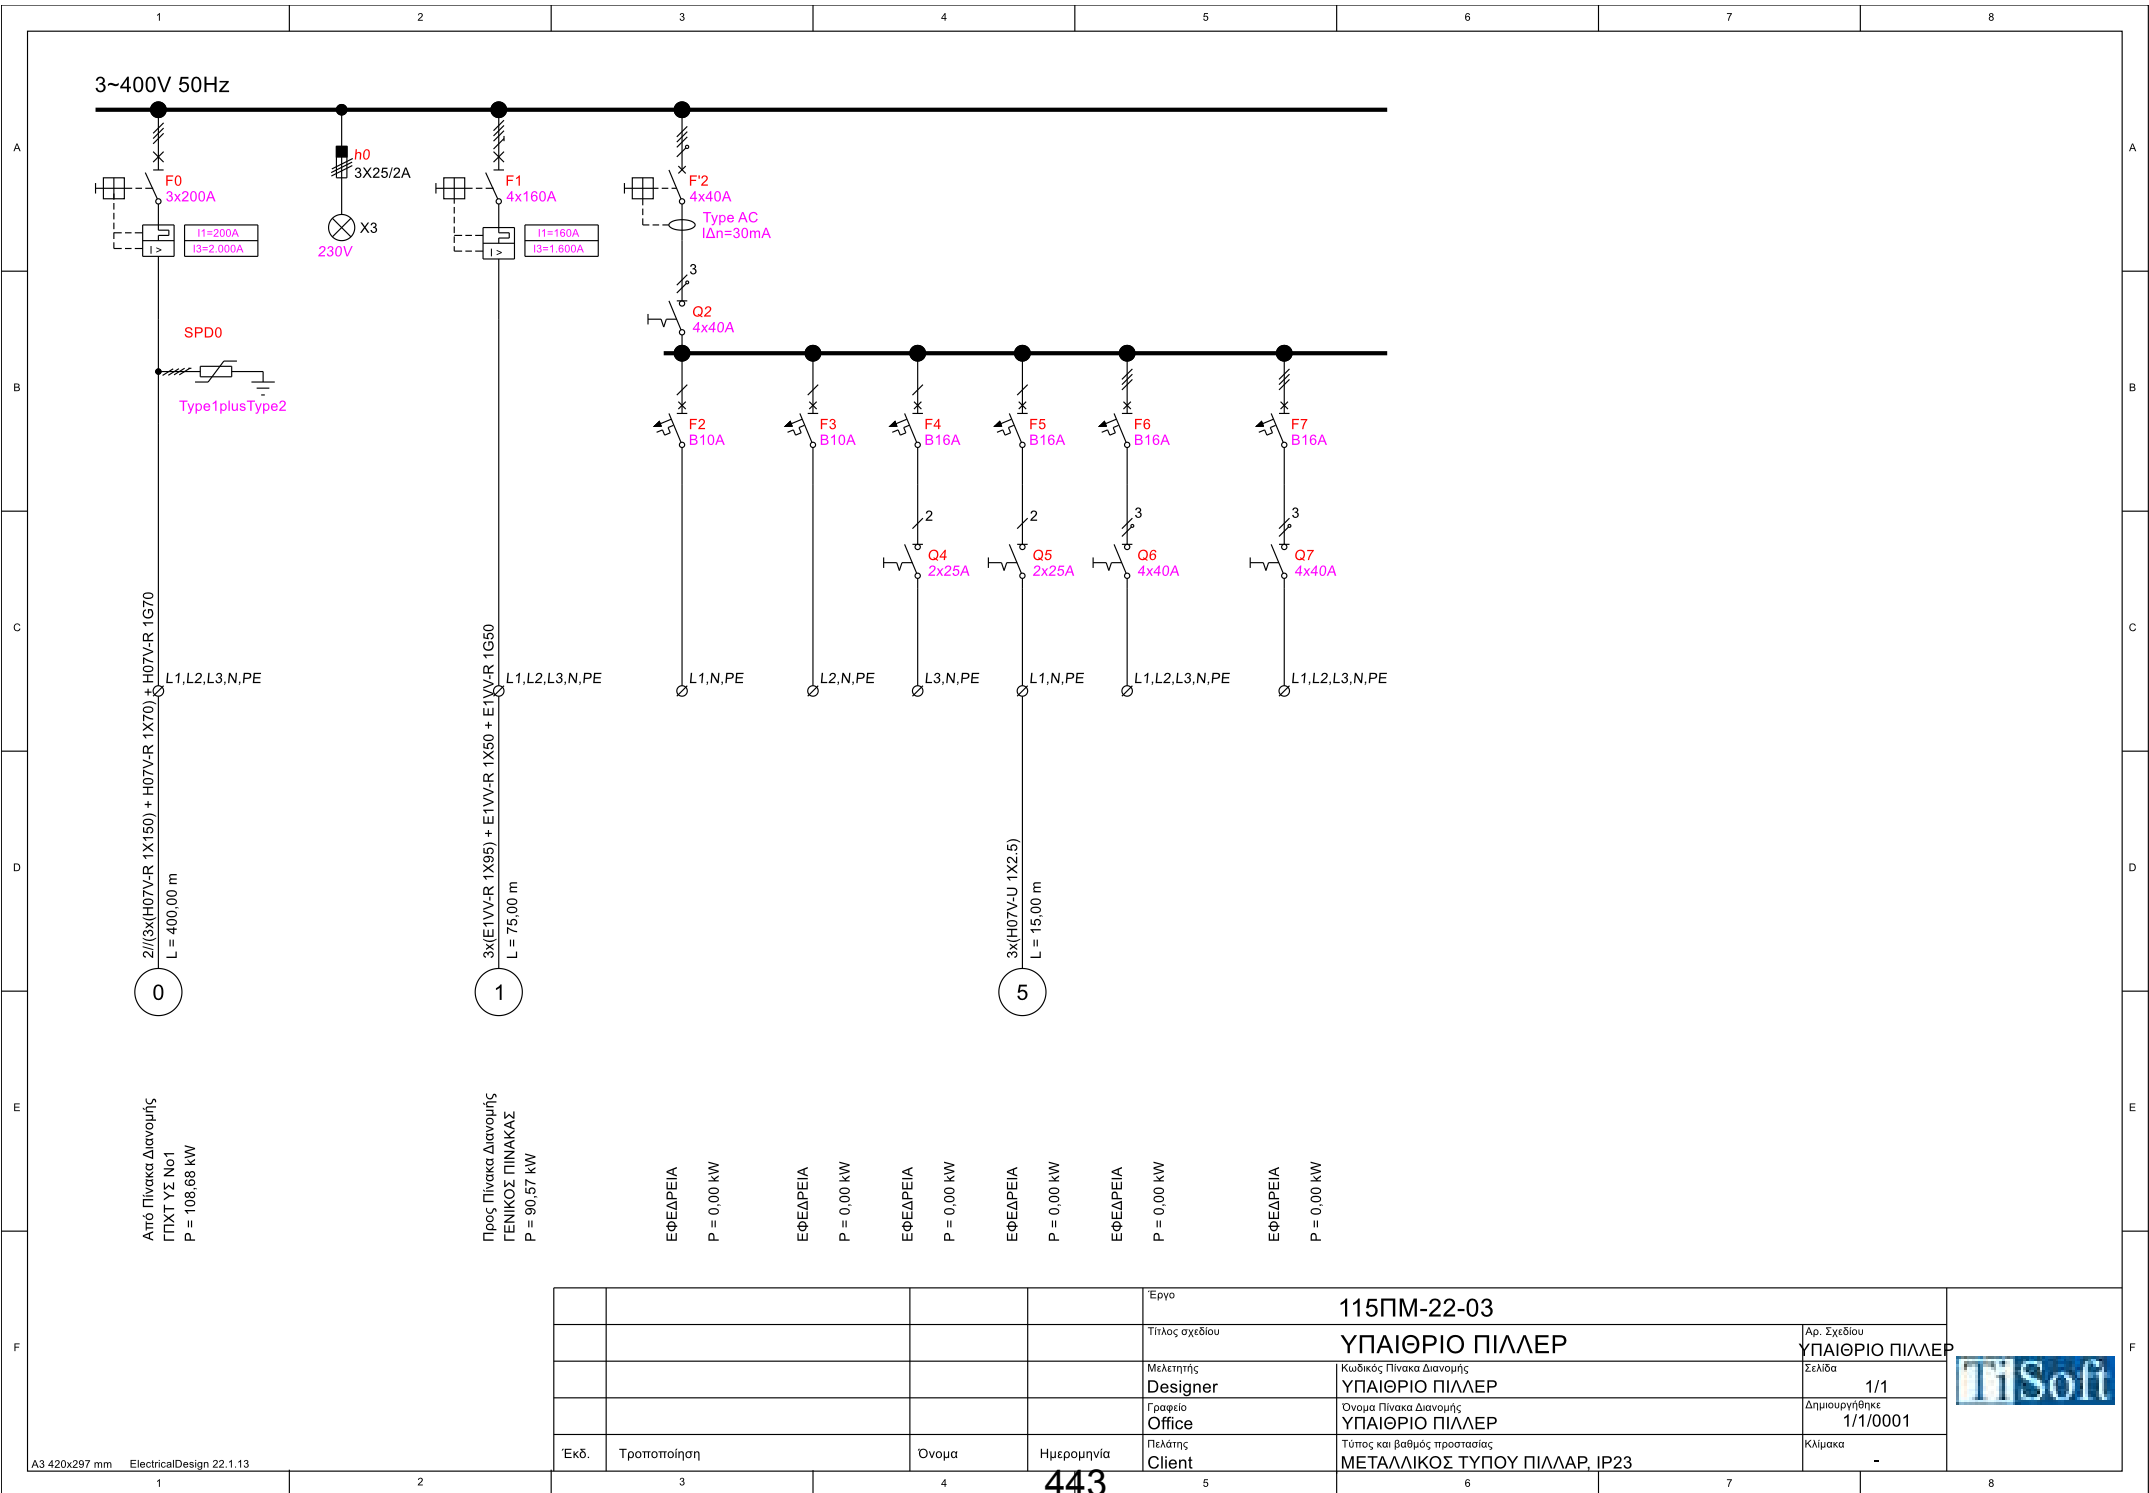 1 2 3 4 5 6 7 8
3~400V 50Hz
A A
h0
3X25/2A
F0
3x200A
F1
4x160A
F'2
4x40A
Type AC
IΔn=30mA
X3
230V
I1=200A
I3=2.000A
I >
I1=160A
I3=1.600A
I >
3
Q2
4x40A
SPD0
Type1plusType2
B B
F2
B10A
F3
B10A
F4
B16A
F5
B16A
F6
B16A
F7
B16A
2
2
3
3
Q4
2x25A
Q5
2x25A
Q6
4x40A
Q7
4x40A
C C
L1,L2,L3,N,PE
L1,L2,L3,N,PE
L1,N,PE
L2,N,PE
L3,N,PE
L1,N,PE
L1,L2,L3,N,PE
L1,L2,L3,N,PE
2//(3x(H07V-R 1X150) + H07V-R 1X70) + H07V-R 1G70
L = 400,00 m
3x(E1VV-R 1X95) + E1VV-R 1X50 + E1VV-R 1G50
L = 75,00 m
3x(H07V-U 1X2.5)
L = 15,00 m
D D
0
1
5
E E
Από Πίνακα Διανομής
ΓΠΧΤ ΥΣ Νο1
P = 108,68 kW
Προς Πίνακα Διανομής
ΓΕΝΙΚΟΣ ΠΙΝΑΚΑΣ
P = 90,57 kW
ΕΦΕΔΡΕΙΑ
P = 0,00 kW
ΕΦΕΔΡΕΙΑ
P = 0,00 kW
ΕΦΕΔΡΕΙΑ
P = 0,00 kW
ΕΦΕΔΡΕΙΑ
P = 0,00 kW
ΕΦΕΔΡΕΙΑ
P = 0,00 kW
ΕΦΕΔΡΕΙΑ
P = 0,00 kW
F F
Έργο
115ΠΜ-22-03
Τίτλος σχεδίου
ΥΠΑΙΘΡΙΟ ΠΙΛΛΕΡ
Αρ. Σχεδίου
ΥΠΑΙΘΡΙΟ ΠΙΛΛΕΡ
Μελετητής
Designer
Κωδικός Πίνακα Διανομής
ΥΠΑΙΘΡΙΟ ΠΙΛΛΕΡ
Σελίδα
1/1
Γραφείο
Office
Όνομα Πίνακα Διανομής
ΥΠΑΙΘΡΙΟ ΠΙΛΛΕΡ
Δημιουργήθηκε
1/1/0001
Έκδ. Τροποποίηση Όνομα Ημερομηνία
Πελάτης
Client
Τύπος και βαθμός προστασίας
ΜΕΤΑΛΛΙΚΟΣ ΤΥΠΟΥ ΠΙΛΛΑΡ, IP23
Κλίμακα
-
TiSoft
A3 420x297 mm ElectricalDesign 22.1.13
443
1 2 3 4 5 6 7 8